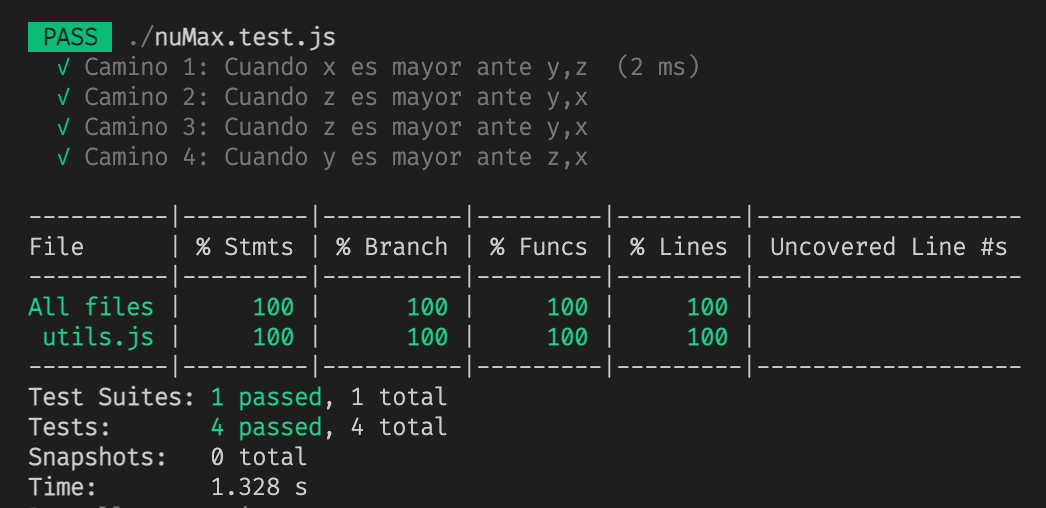 PASS ./nuMax.test.js
√ Camino 1: Cuando x es mayor ante y,z (2 ms)
√ Camino 2: Cuando z es mayor ante y,x
√ Camino 3: Cuando z es mayor ante y,x
√ Camino 4: Cuando y es mayor ante z,x
----------|---------|----------|---------|---------|-------------------
File      | % Stmts | % Branch | % Funcs | % Lines | Uncovered Line #s
----------|---------|----------|---------|---------|-------------------
All files |     100 |      100 |     100 |     100 |
 utils.js |     100 |      100 |     100 |     100 |
----------|---------|----------|---------|---------|-------------------
Test Suites: 1 passed, 1 total
Tests:       4 passed, 4 total
Snapshots:   0 total
Time:        1.328 s